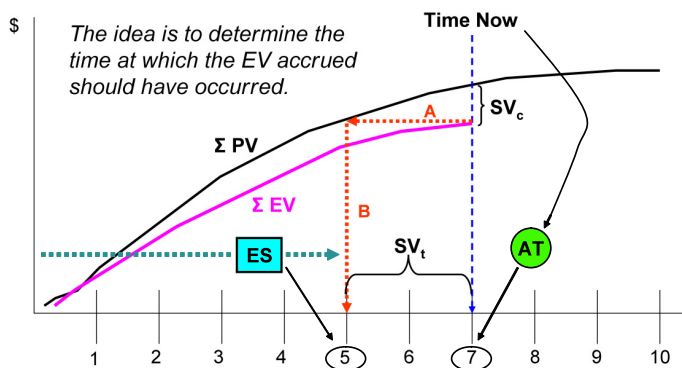 $
The idea is to determine the
time at which the EV accrued
should have occurred.
Time Now
A
SVc
Σ PV
Σ EV
B
ES
SVt
AT
1 2 3 4 5 6 7 8 9 10